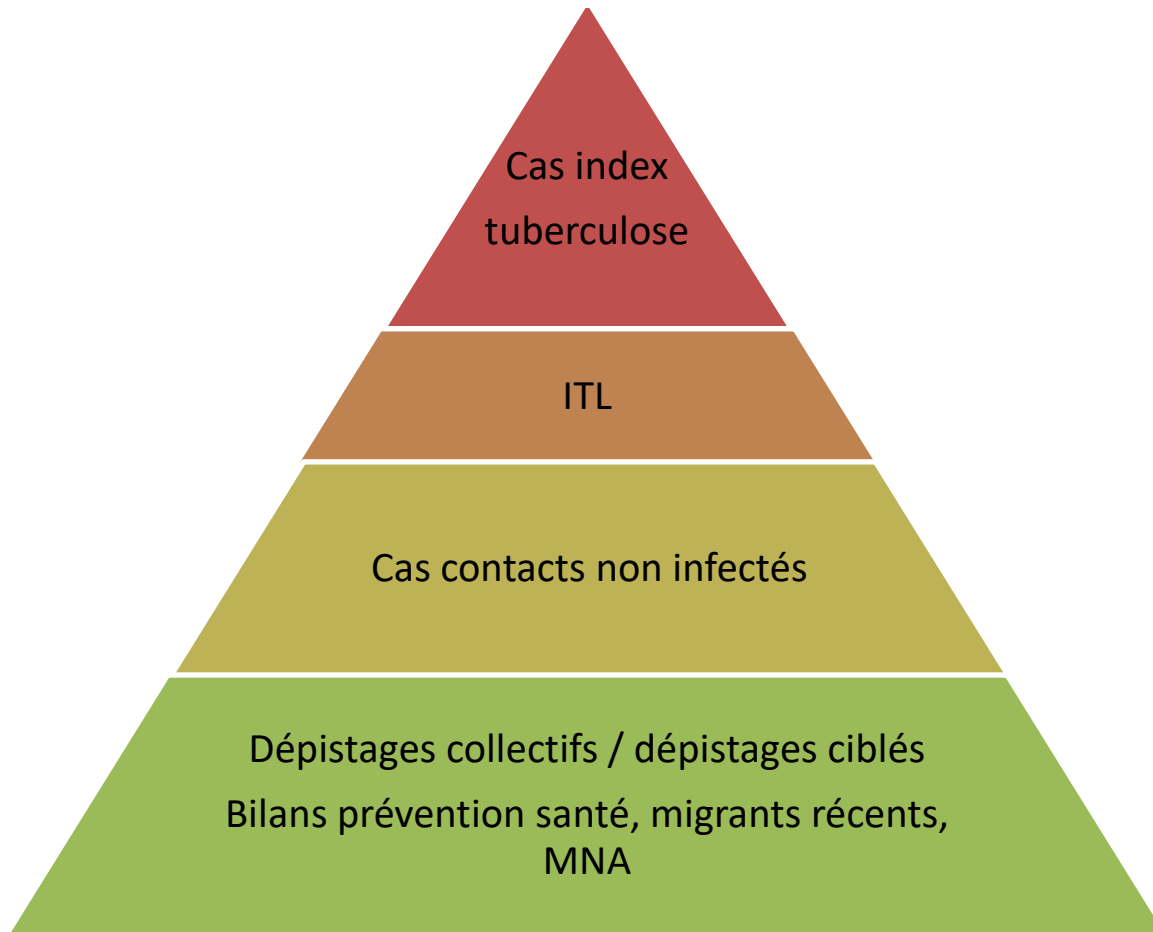 Cas index
tuberculose
ITL
Cas contacts non infectés
Dépistages collectifs / dépistages ciblés
Bilans prévention santé, migrants récents,
MNA